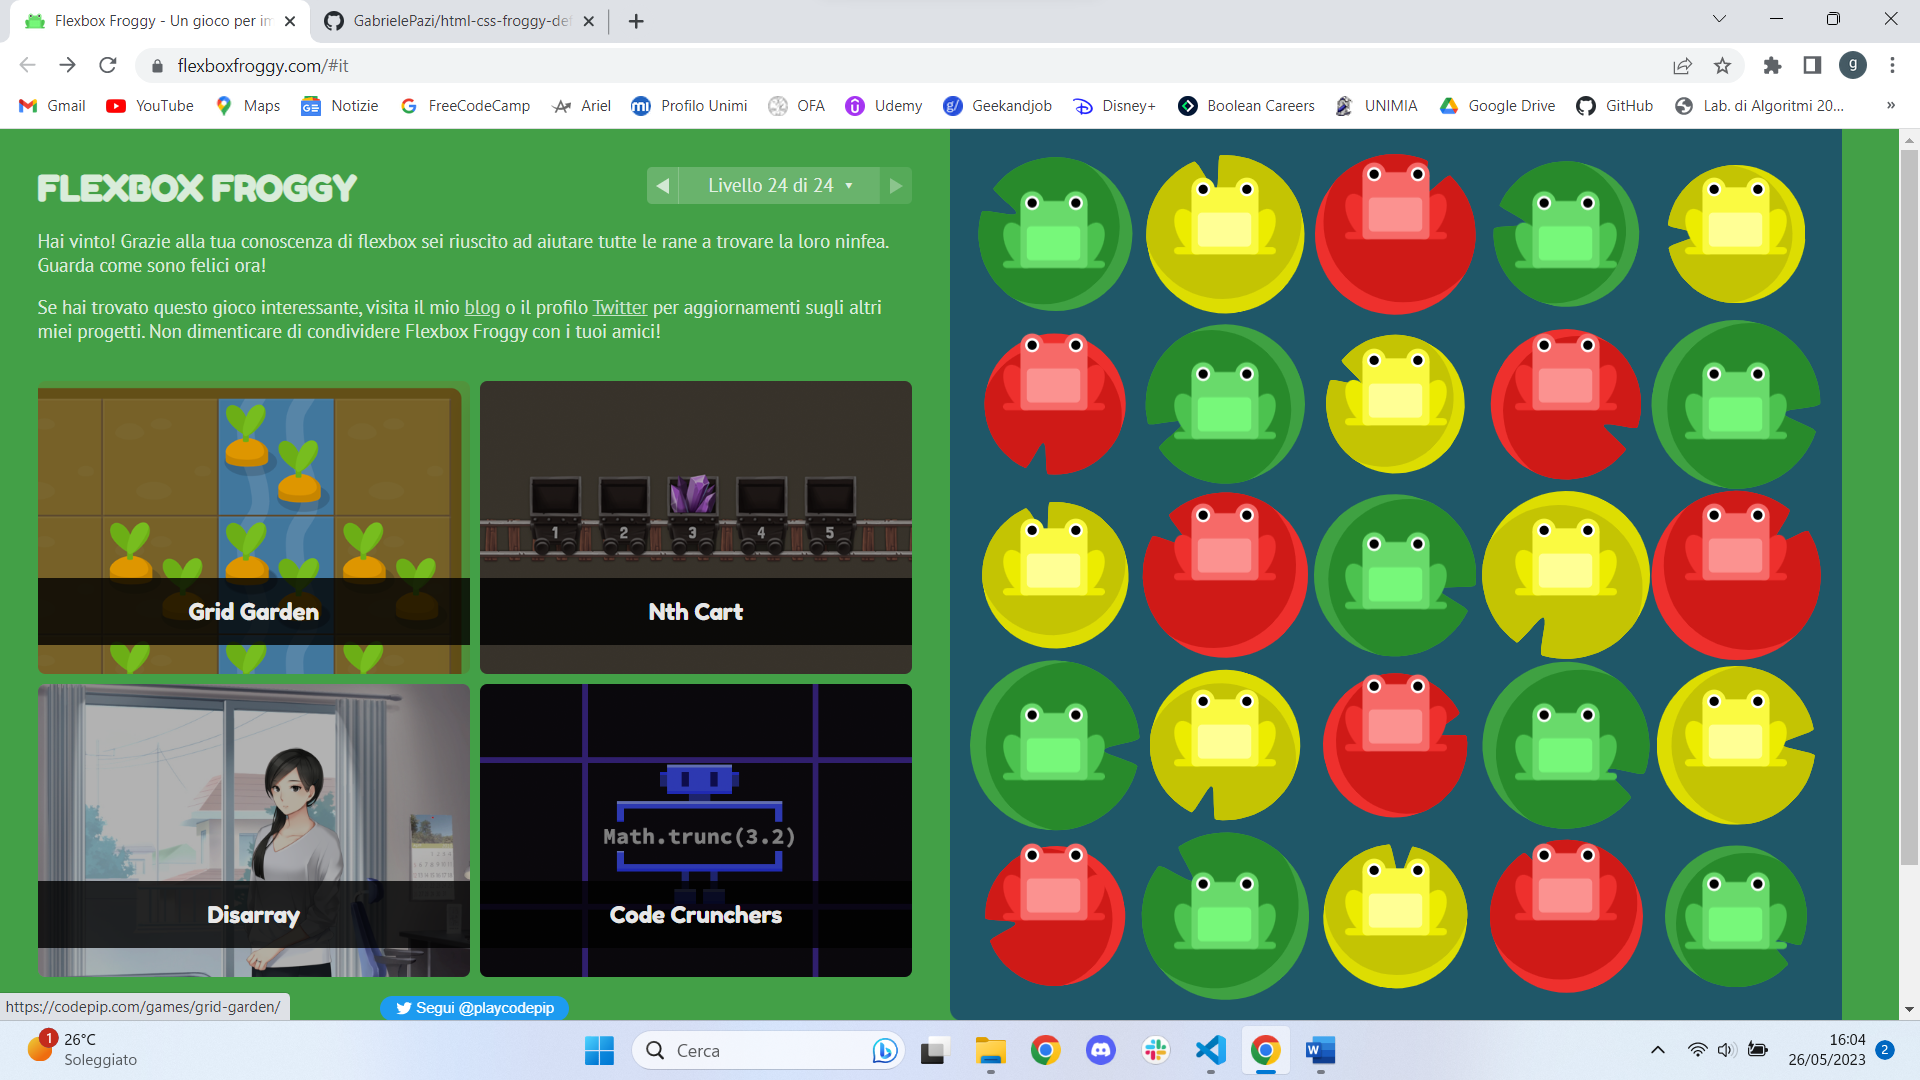 Flexbox Froggy - Un gioco per im
GabrielePazi/html-css-froggy-def
flexboxfroggy.com/#it
g
Gmail
YouTube
Maps
Notizie
FreeCodeCamp
Ariel
Profilo Unimi
OFA
Udemy
Geekandjob
Disney+
Boolean Careers
UNIMIA
Google Drive
GitHub
Lab. di Algoritmi 20...
»
FLEXBOX FROGGY
Livello 24 di 24
Hai vinto! Grazie alla tua conoscenza di flexbox sei riuscito ad aiutare tutte le rane a trovare la loro ninfea.
Guarda come sono felici ora!
Se hai trovato questo gioco interessante, visita il mio blog o il profilo Twitter per aggiornamenti sugli altri
miei progetti. Non dimenticare di condividere Flexbox Froggy con i tuoi amici!
1 2 3 4 5
Grid Garden
Nth Cart
Math.trunc(3.2)
Disarray
Code Crunchers
https://codepip.com/games/grid-garden/
Segui @playcodepip
1
26°C
Soleggiato
Cerca
16:04
26/05/2023
2